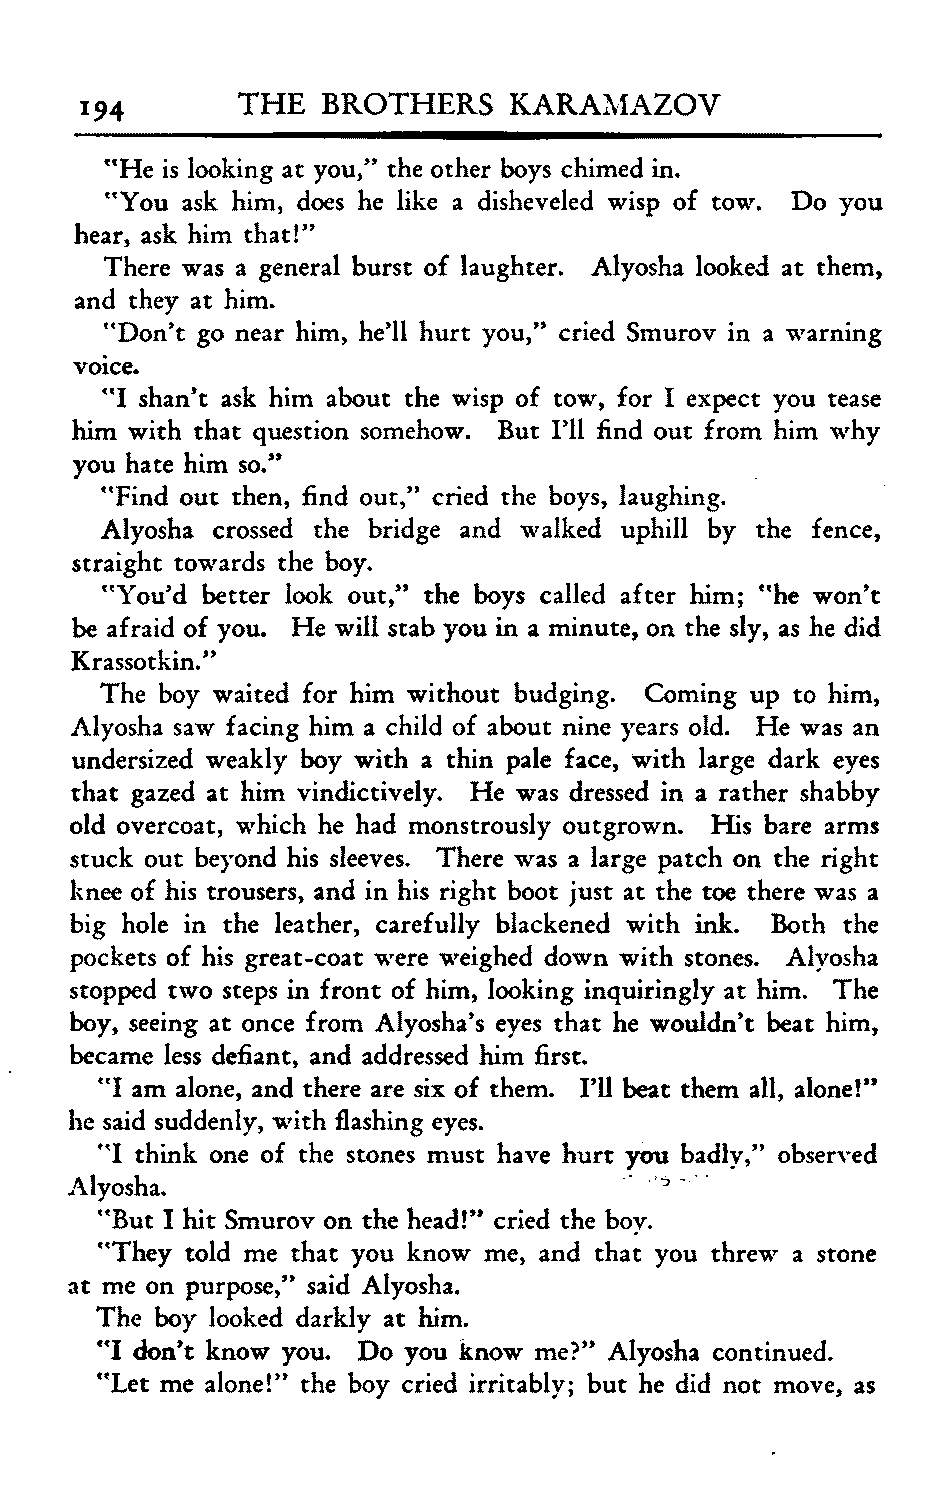 194 THE BROTHERS KARAMAZOV
"He is looking at you," the other boys chimed in.
"You ask him, does he like a disheveled wisp of tow. Do you
hear, ask him that!"
There was a general burst of laughter. Alyosha looked at them,
and they at him.
"Don't go near him, he'll hurt you," cried Smurov in a warning
voice.
"I shan't ask him about the wisp of tow, for I expect you tease
him with that question somehow. But I'll find out from him why
you hate him so."
"Find out then, find out," cried the boys, laughing.
Alyosha crossed the bridge and walked uphill by the fence,
straight towards the boy.
"You'd better look out," the boys called after him; "he won't
be afraid of you. He will stab you in a minute, on the sly, as he did
Krassotkin."
The boy waited for him without budging. Coming up to him,
Alyosha saw facing him a child of about nine years old. He was an
undersized weakly boy with a thin pale face, with large dark eyes
that gazed at him vindictively. He was dressed in a rather shabby
old overcoat, which he had monstrously outgrown. His bare arms
stuck out beyond his sleeves. There was a large patch on the right
knee of his trousers, and in his right boot just at the toe there was a
big hole in the leather, carefully blackened with ink. Both the
pockets of his great-coat were weighed down with stones. Alyosha
stopped two steps in front of him, looking inquiringly at him. The
boy, seeing at once from Alyosha's eyes that he wouldn't beat him,
became less defiant, and addressed him first.
"I am alone, and there are six of them. I'll beat them all, alone!"
he said suddenly, with flashing eyes.
"I think one of the stones must have hurt you badly," observed
Alyosha.
"But I hit Smurov on the head!" cried the boy.
"They told me that you know me, and that you threw a stone
at me on purpose," said Alyosha.
The boy looked darkly at him.
"I don't know you. Do you know me?" Alyosha continued.
"Let me alone!" the boy cried irritably; but he did not move, as